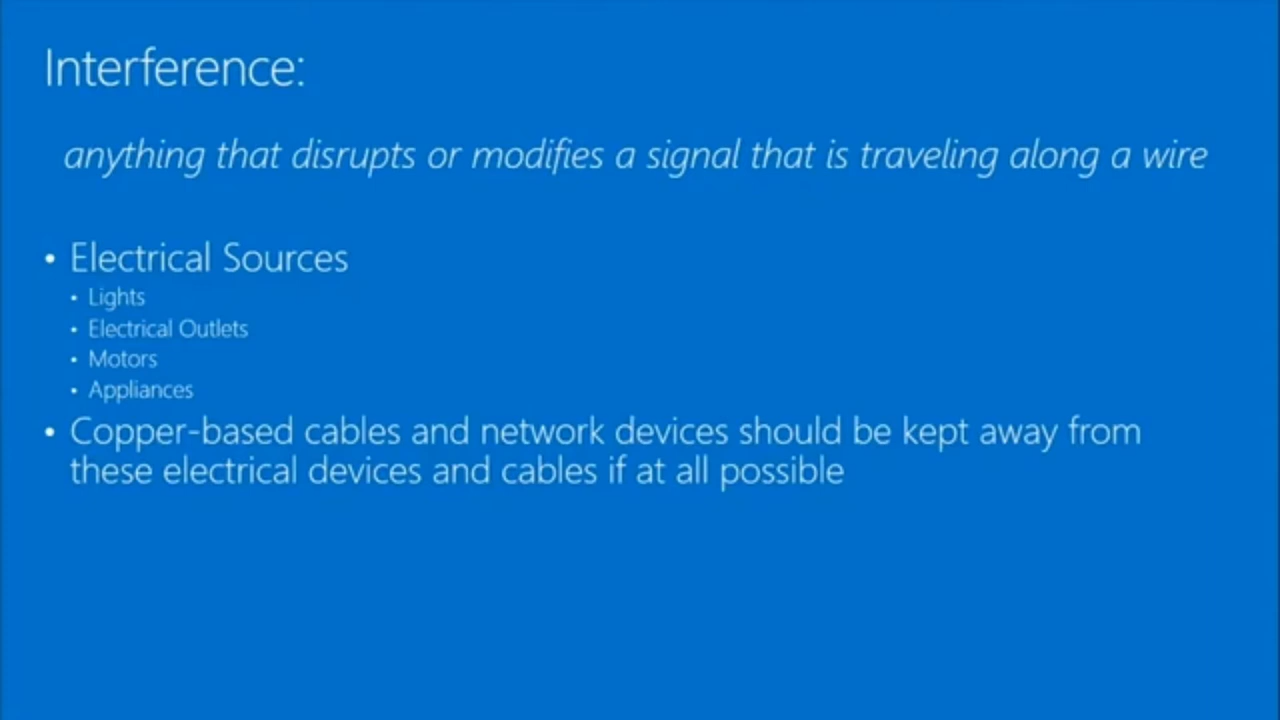 Interference:
anything that disrupts or modifies a signal that is traveling along a wire
• Electrical Sources
• Lights
• Electrical Outlets
• Motors
• Appliances
• Copper-based cables and network devices should be kept away from
these electrical devices and cables if at all possible